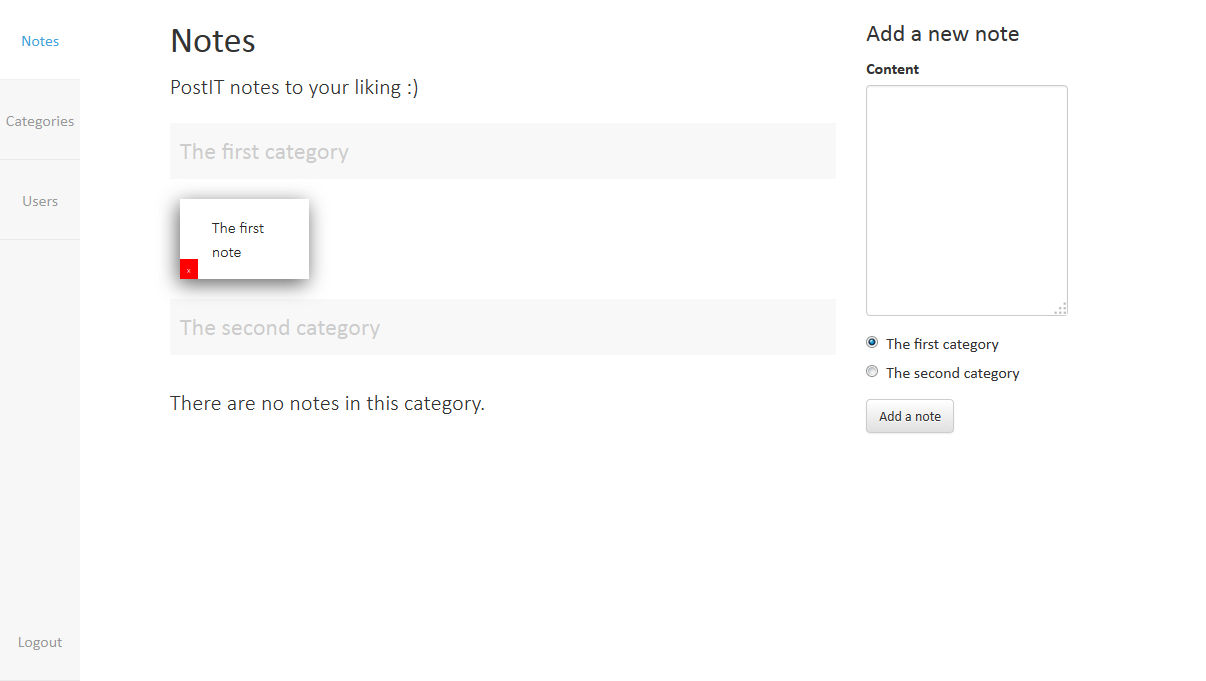 Notes
Categories
Users
Logout
Notes
PostIT notes to your liking :)
The first category
The first
note
x
The second category
There are no notes in this category.
Add a new note
Content
The first category
The second category
Add a note